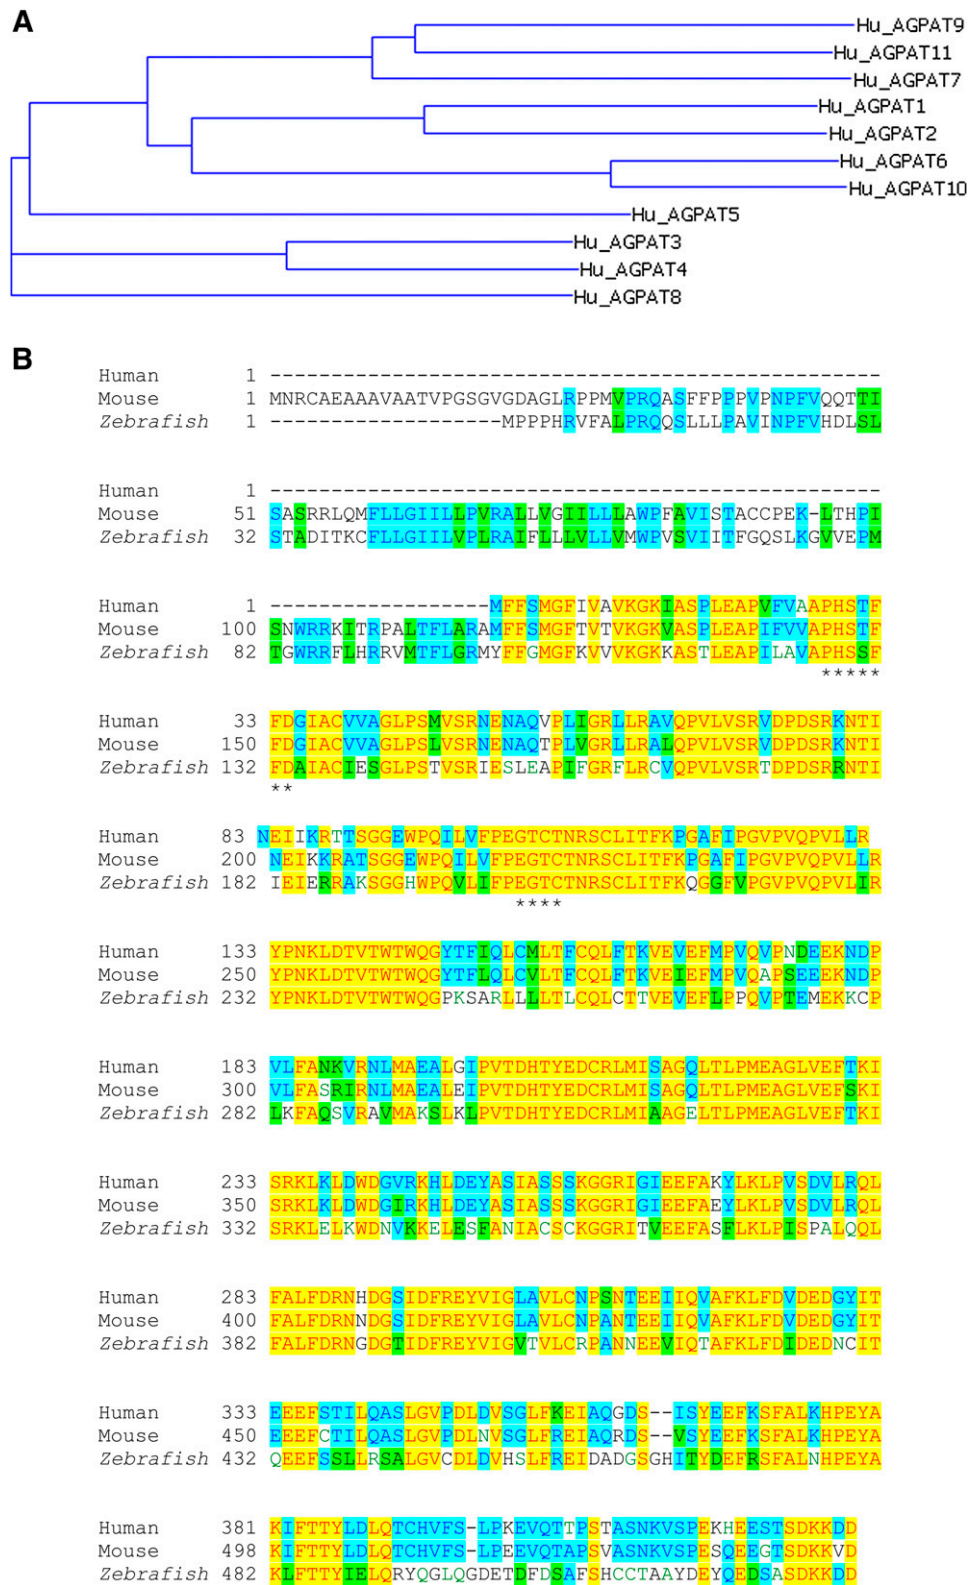 A
Hu_AGPAT9
Hu_AGPAT11
Hu_AGPAT7
Hu_AGPAT1
Hu_AGPAT2
Hu_AGPAT6
Hu_AGPAT10
Hu_AGPAT5
Hu_AGPAT3
Hu_AGPAT4
Hu_AGPAT8
B
Human 1 --------------------------------------------------
Mouse 1 MNRCAEAAAVAATVPGSGVGDAGLRPPMVPRQASFFPPPVPNPFVQQTTI
Zebrafish 1 -------------------MPPPHRVFALPRQQSLLLPAVINPFVHDLSL
Human 1 --------------------------------------------------
Mouse 51 SASRRLQMFLLGIILLPVRALLVGIILLLAWPFAVISTACCPEK-LTHPI
Zebrafish 32 STADITKCFLLGIILVPLRAIFLLLVLLVMWPVSVIITFGQSLKGVVEPM
Human 1 ------------------MFFSMGFIVAVKGKIASPLEAPVFVAAPHSTF
Mouse 100 SNWRRKITRPALTFLARAMFFSMGFTVTVKGKVASPLEAPIFVVAPHSTF
Zebrafish 82 TGWRRFLHRRVMTFLGRMYFFGMGFKVVVKGKKASTLEAPILAVAPHSSF
*****
Human 33 FDGIACVVAGLPSMVSRNENAQVPLIGRLLRAVQPVLVSRVDPDSRKNTI
Mouse 150 FDGIACVVAGLPSLVSRNENAQTPLVGRLLRALQPVLVSRVDPDSRKNTI
Zebrafish 132 FDAIACIESGLPSTVSRIESLEAPIFGRFLRCVQPVLVSRTDPDSRRNTI
**
Human 83 NEIIKRTTSGGEWPQILVFPEGTCTNRSCLITFKPGAFIPGVPVQPVLLR
Mouse 200 NEIKKRATSGGEWPQILVFPEGTCTNRSCLITFKPGAFIPGVPVQPVLLR
Zebrafish 182 IEIERRAKSGGHWPQVLIFPEGTCTNRSCLITFKQGGFVPGVPVQPVLIR
****
Human 133 YPNKLDTVTWTWQGYTFIQLCMLTFCQLFTKVEVEFMPVQVPNDEEKNDP
Mouse 250 YPNKLDTVTWTWQGYTFLQLCVLTFCQLFTKVEIEFMPVQAPSEEEKNDP
Zebrafish 232 YPNKLDTVTWTWQGPKSARLLLLTLCQLCTTVEVEFLPPQVPTEMEKKCP
Human 183 VLFANKVRNLMAEALGIPVTDHTYEDCRLMISAGQLTLPMEAGLVEFTKI
Mouse 300 VLFASRIRNLMAEALEIPVTDHTYEDCRLMISAGQLTLPMEAGLVEFSKI
Zebrafish 282 LKFAQSVRAVMAKSLKLPVTDHTYEDCRLMIAAGELTLPMEAGLVEFTKI
Human 233 SRKLKLDWDGVRKHLDEYASIASSSKGGRIGIEEFAKYLKLPVSDVLRQL
Mouse 350 SRKLKLDWDGIRKHLDEYASIASSSKGGRIGIEEFAEYLKLPVSDVLRQL
Zebrafish 332 SRKLELKWDNVKKELESFANIACSCKGGRITVEEFASFLKLPISPALQQL
Human 283 FALFDRNHDGSIDFREYVIGLAVLCNPSNTEEIIQVAFKLFDVDEDGYIT
Mouse 400 FALFDRNNDGSIDFREYVIGLAVLCNPANTEEIIQVAFKLFDVDEDGYIT
Zebrafish 382 FALFDRNGDGTIDFREYVIGVTVLCRPANNEEVIQTAFKLFDIDEDNCIT
Human 333 EEEFSTILQASLGVPDLDVSGLFKEIAQGDS--ISYEEFKSFALKHPEYA
Mouse 450 EEEFCTILQASLGVPDLNVSGLFREIAQRDS--VSYEEFKSFALKHPEYA
Zebrafish 432 QEEFSSLLRSALGVCDLDVHSLFREIDADGSGHITYDEFRSFALNHPEYA
Human 381 KIFTTYLDLQTCHVFS-LPKEVQTTPSTASNKVSPEKHEESTSDKKDD
Mouse 498 KIFTTYLDLQTCHVFS-LPEEVQTAPSVASNKVSPESQEEGTSDKKVD
Zebrafish 482 KLFTTYIELQRYQGLQGDETDFDSAFSHCCTAAYDEYQEDSASDKKDD